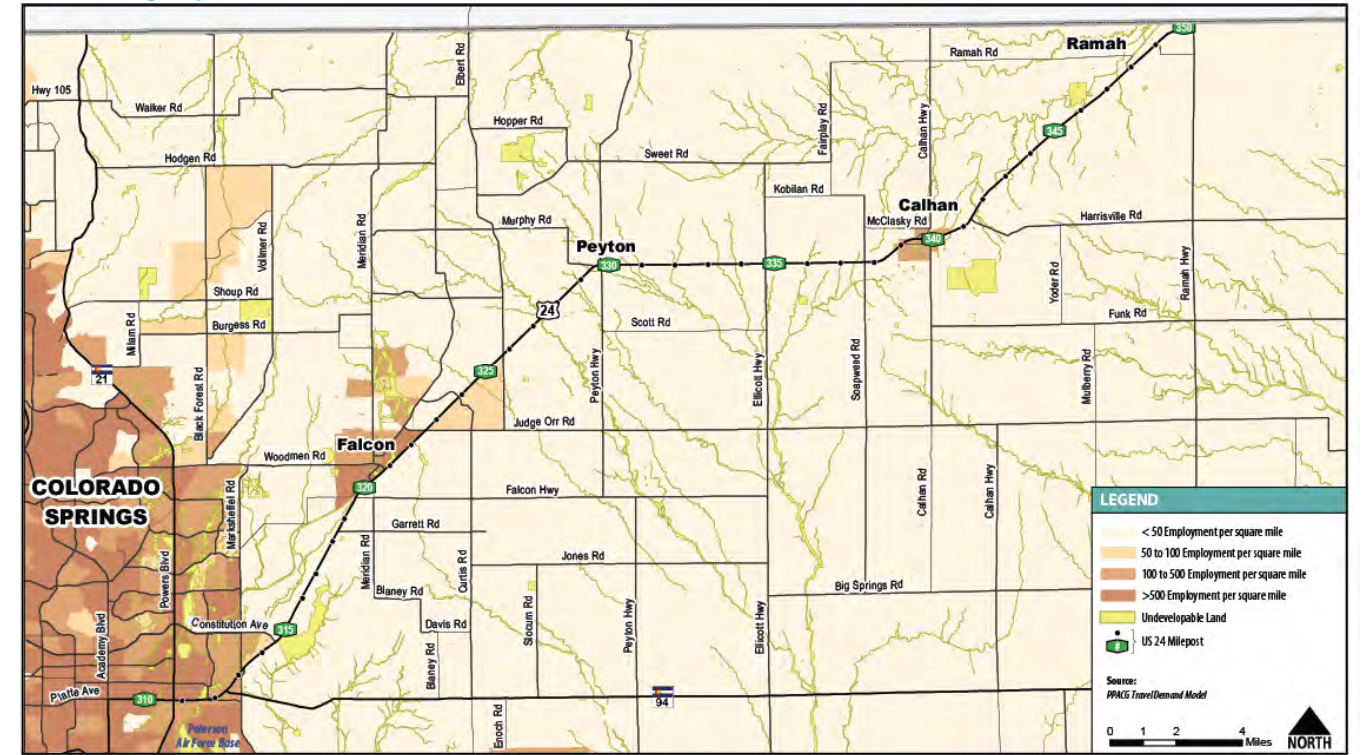 350
Ramah
Ramah Rd
Elbert Rd
Hwy 105
Walker Rd
Hopper Rd
Fairplay Rd
Calhan Hwy
345
Hodgen Rd
Sweet Rd
Kobilan Rd
Calhan
McClasky Rd
Harrisville Rd
340
Murphy Rd
Peyton
330
335
Vollmer Rd
Meridian Rd
Yoder Rd
Ramah Hwy
Shoup Rd
24
Burgess Rd
Scott Rd
Funk Rd
Milam Rd
21
Black Forest Rd
325
Peyton Hwy
Ellicott Hwy
Soapweed Rd
Mulberry Rd
Judge Orr Rd
Falcon
Woodmen Rd
COLORADO
SPRINGS
320
Falcon Hwy
Marksheffel Rd
Calhan Rd
Calhan Hwy
Garrett Rd
Jones Rd
Powers Blvd
Meridian Rd
Curtis Rd
Blaney Rd
Big Springs Rd
Academy Blvd
Constitution Ave
315
Davis Rd
Slocum Rd
Peyton Hwy
Ellicott Hwy
Blaney Rd
Platte Ave
310
94
Enoch Rd
Peterson
Air Force Base
LEGEND
< 50 Employment per square mile
50 to 100 Employment per square mile
100 to 500 Employment per square mile
>500 Employment per square mile
Undevelopable Land
# US 24 Milepost
Source:
PPACG Travel Demand Model
0 1 2 4
Miles
NORTH